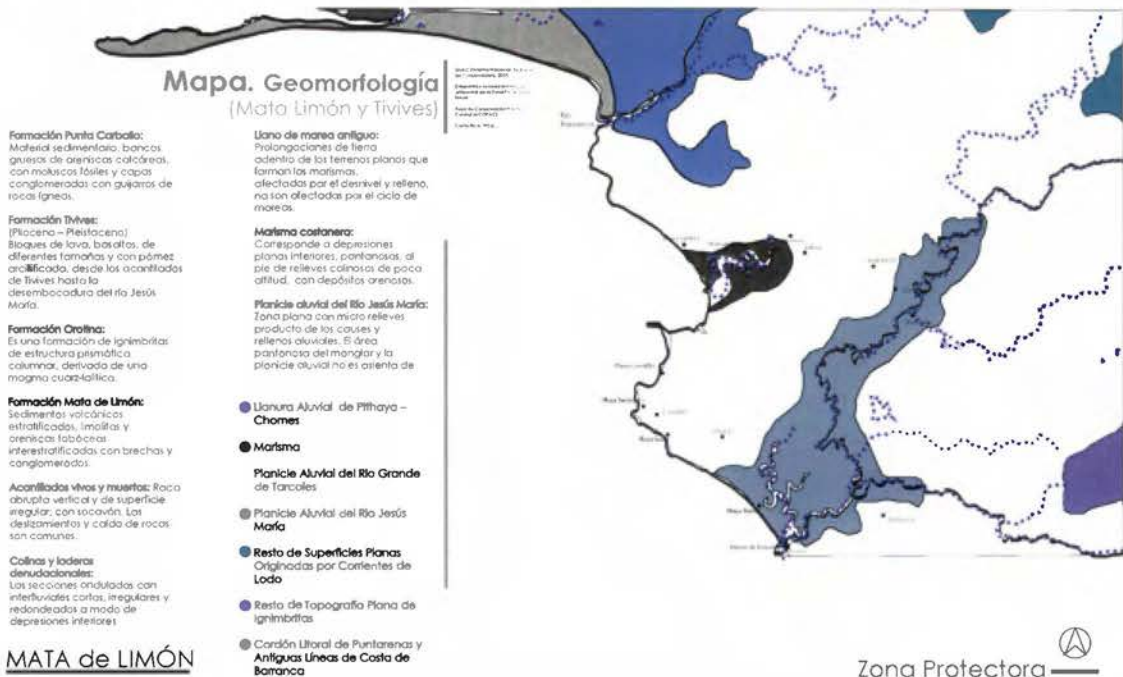 Mapa. Geomorfología
(Mata Limón y Tivives)
Formación Punta Carballo:
Material sedimentario, bancos
gruesos de areniscas calcáreas,
con moluscos fósiles y capas
conglomeradas con guijarros de
rocas ígneas.
Formación Tivives:
(Plioceno – Pleistoceno)
Bloques de lava, basaltos, de
diferentes tamaños y con pómez
arcillificada, desde los acantilados
de Tivives hasta la
desembocadura del río Jesús
María.
Formación Orotina:
Es una formación de ignimbritas
de estructura prismática
columnar, derivada de una
magma cuarz-latítica.
Formación Mata de Limón:
Sedimentos volcánicos
estratificados, limolitas y
areniscas tobáceas
interestratificadas con brechas y
conglomerados.
Acantilados vivos y muertos: Roca
abrupta vertical y de superficie
irregular, con socaván. Los
deslizamientos y caída de rocas
son comunes.
Colinas y laderas
denudacionales:
Las secciones onduladas con
interfluviales cortos, irregulares y
redondeados a modo de
depresiones interiores
MATA de LIMÓN
Llano de marea antiguo:
Prolongaciones de tierra
adentro de los terrenos planos que
forman las marismas,
afectadas por el desnivel y relleno,
no son afectadas por el ciclo de
mareas.
Marisma costanera:
Corresponde a depresiones
planas interiores, pantanosas, al
pie de relieves colinosos de poca
altitud, con depósitos arenosos.
Planicie aluvial del Río Jesús María:
Zona plana con micro relieves
producto de los causes y
rellenos aluviales. El área
pantanosa del manglar y la
planicie aluvial no es asienta de
Llanura Aluvial de Pithaya –
Chomes
Marisma
Planicie Aluvial del Río Grande
de Tarcoles
Planicie Aluvial del Río Jesús
María
Resto de Superficies Planas
Originadas por Corrientes de
Lodo
Resto de Topografía Plana de
Ignimbritas
Cordón Litoral de Puntarenas y
Antiguas Líneas de Costa de
Barranca
Zona Protectora